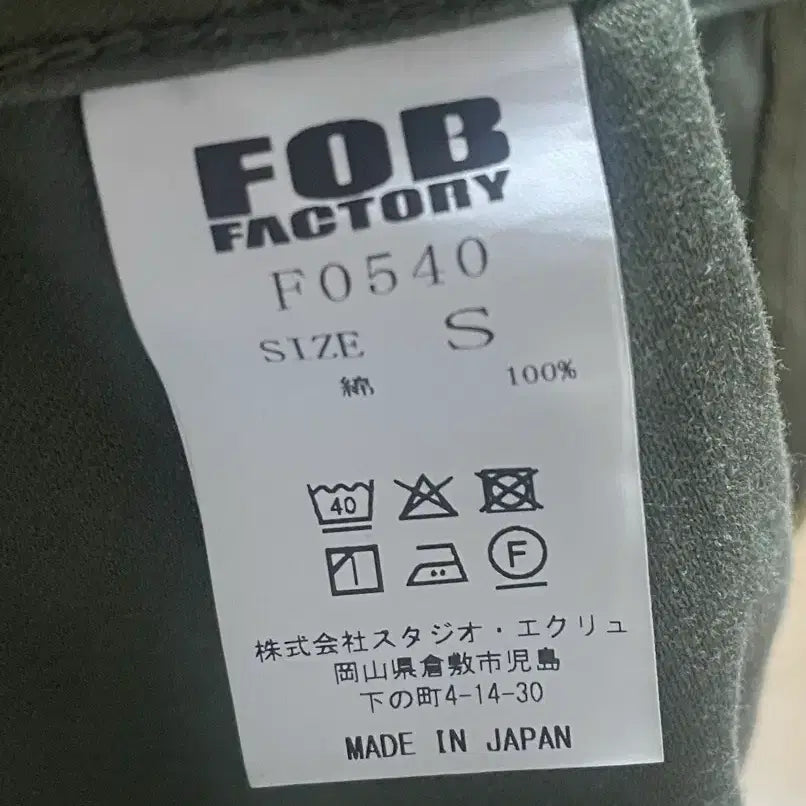 FOB
FACTORY
F0540
SIZE S
綿 100%
40
F
株式会社スタジオ・エクリュ
岡山県倉敷市児島
下の町4-14-30
MADE IN JAPAN